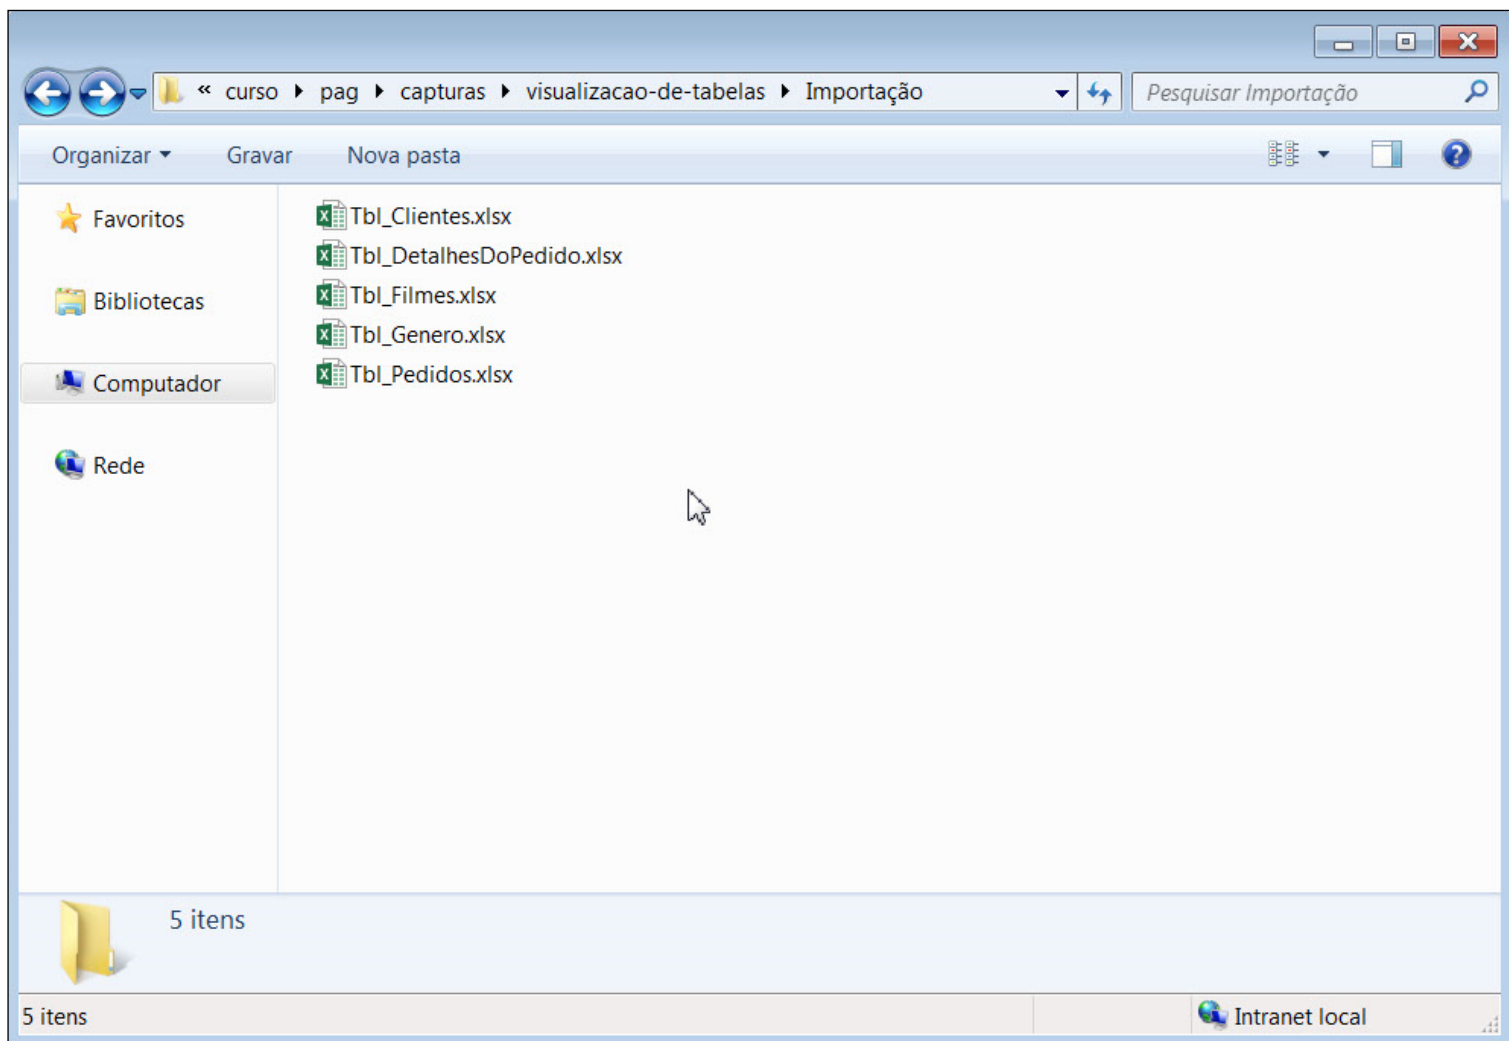 « curso pag capturas visualizacao-de-tabelas Importação
Pesquisar Importação
Organizar Gravar Nova pasta
Favoritos
Bibliotecas
Computador
Rede
Tbl_Clientes.xlsx
Tbl_DetalhesDoPedido.xlsx
Tbl_Filmes.xlsx
Tbl_Genero.xlsx
Tbl_Pedidos.xlsx
5 itens
5 itens
Intranet local